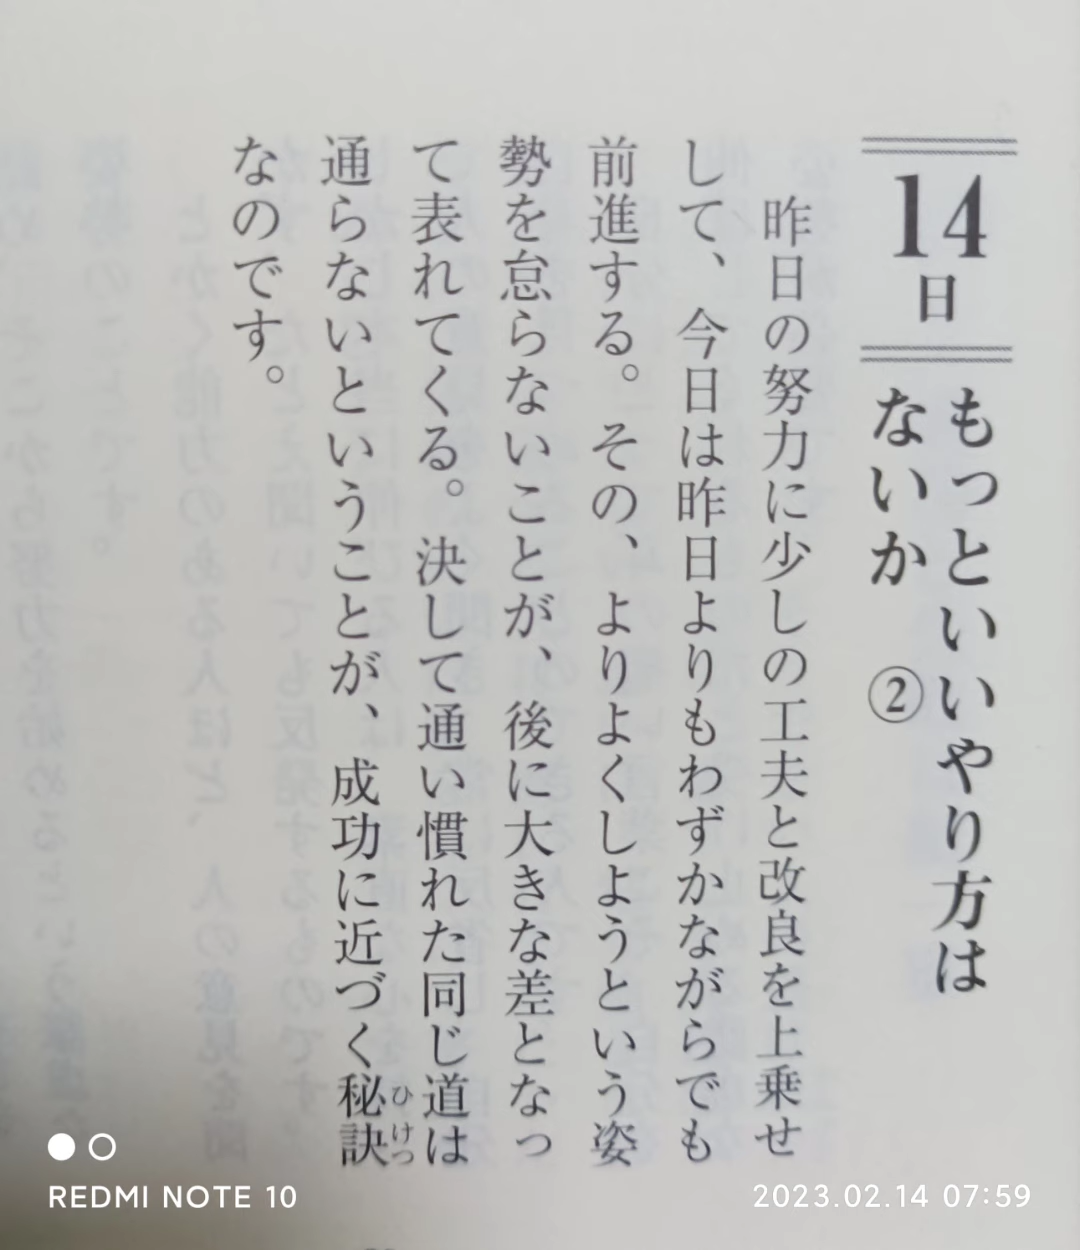 14日
もっといいやり方は
ないか ②
昨日の努力に少しの工夫と改良を上乗せ
して、今日は昨日よりもわずかながらでも
前進する。その、よりよくしようという姿
勢を怠らないことが、後に大きな差となっ
て表れてくる。決して通い慣れた同じ道は
通らないということが、成功に近づく秘訣
ひけつ
なのです。
REDMI NOTE 10
2023.02.14 07:59